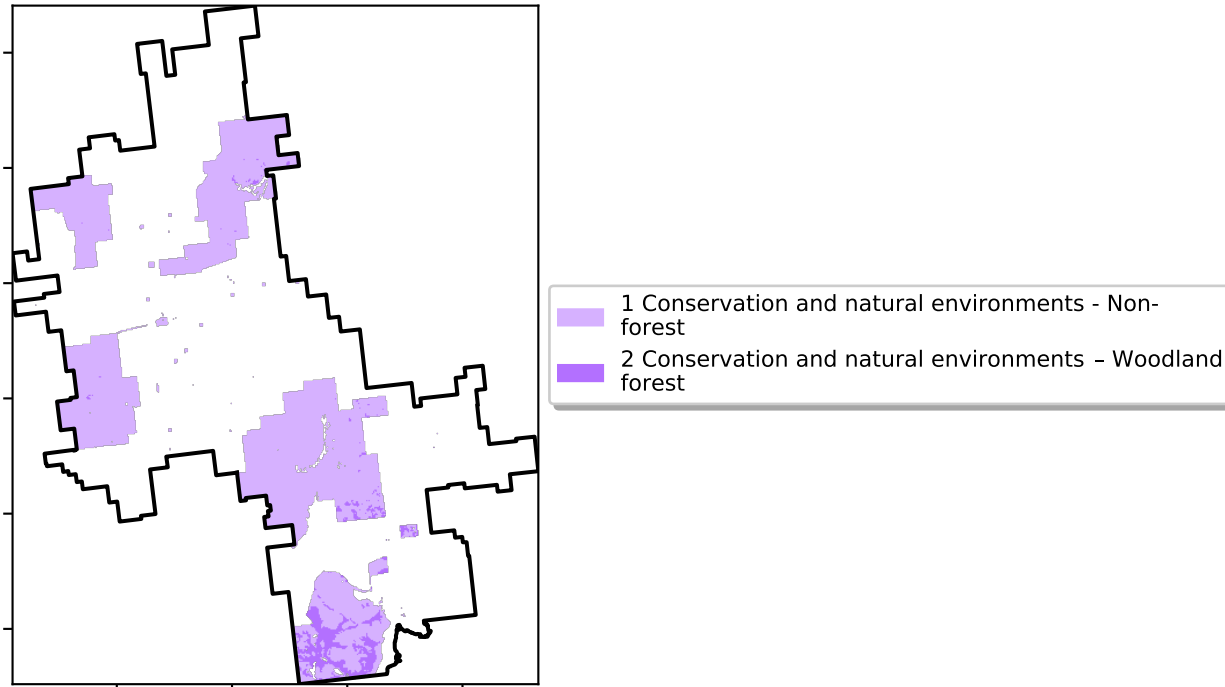 1 Conservation and natural environments - Non-
forest
2 Conservation and natural environments – Woodland
forest